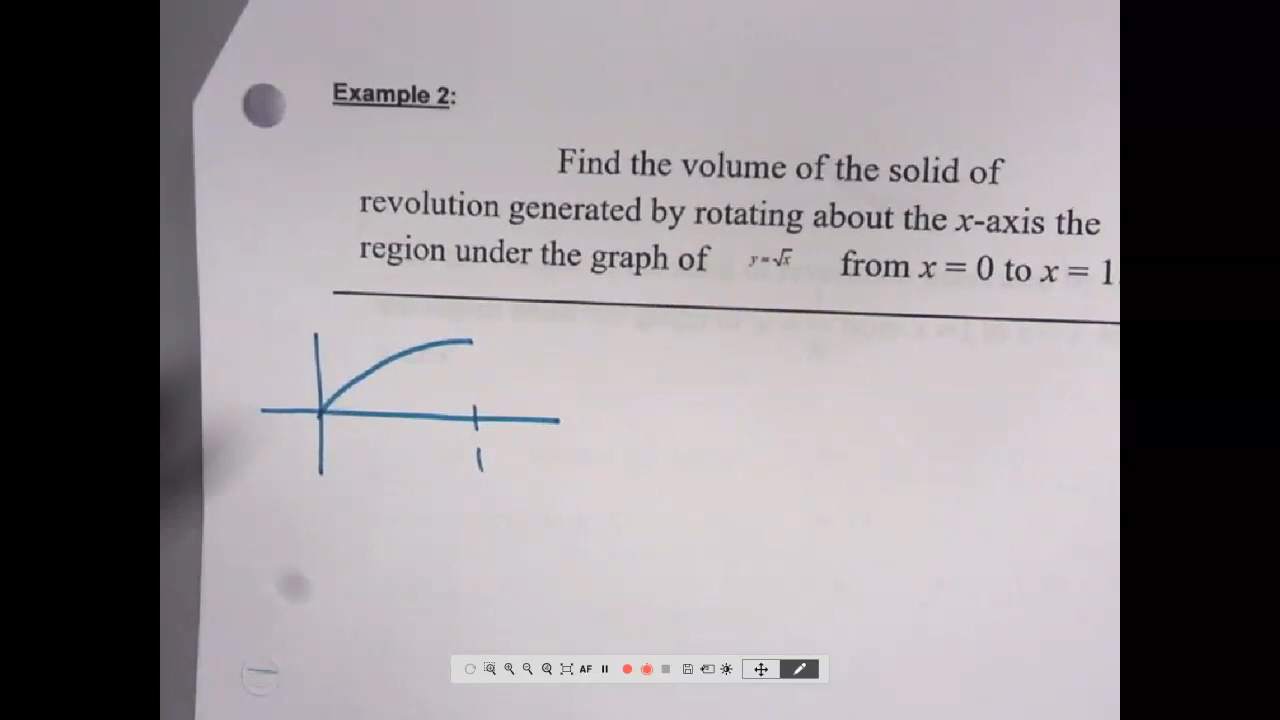 Example 2:
Find the volume of the solid of
revolution generated by rotating about the x-axis the
region under the graph of y=√x from x = 0 to x = 1
1
AF